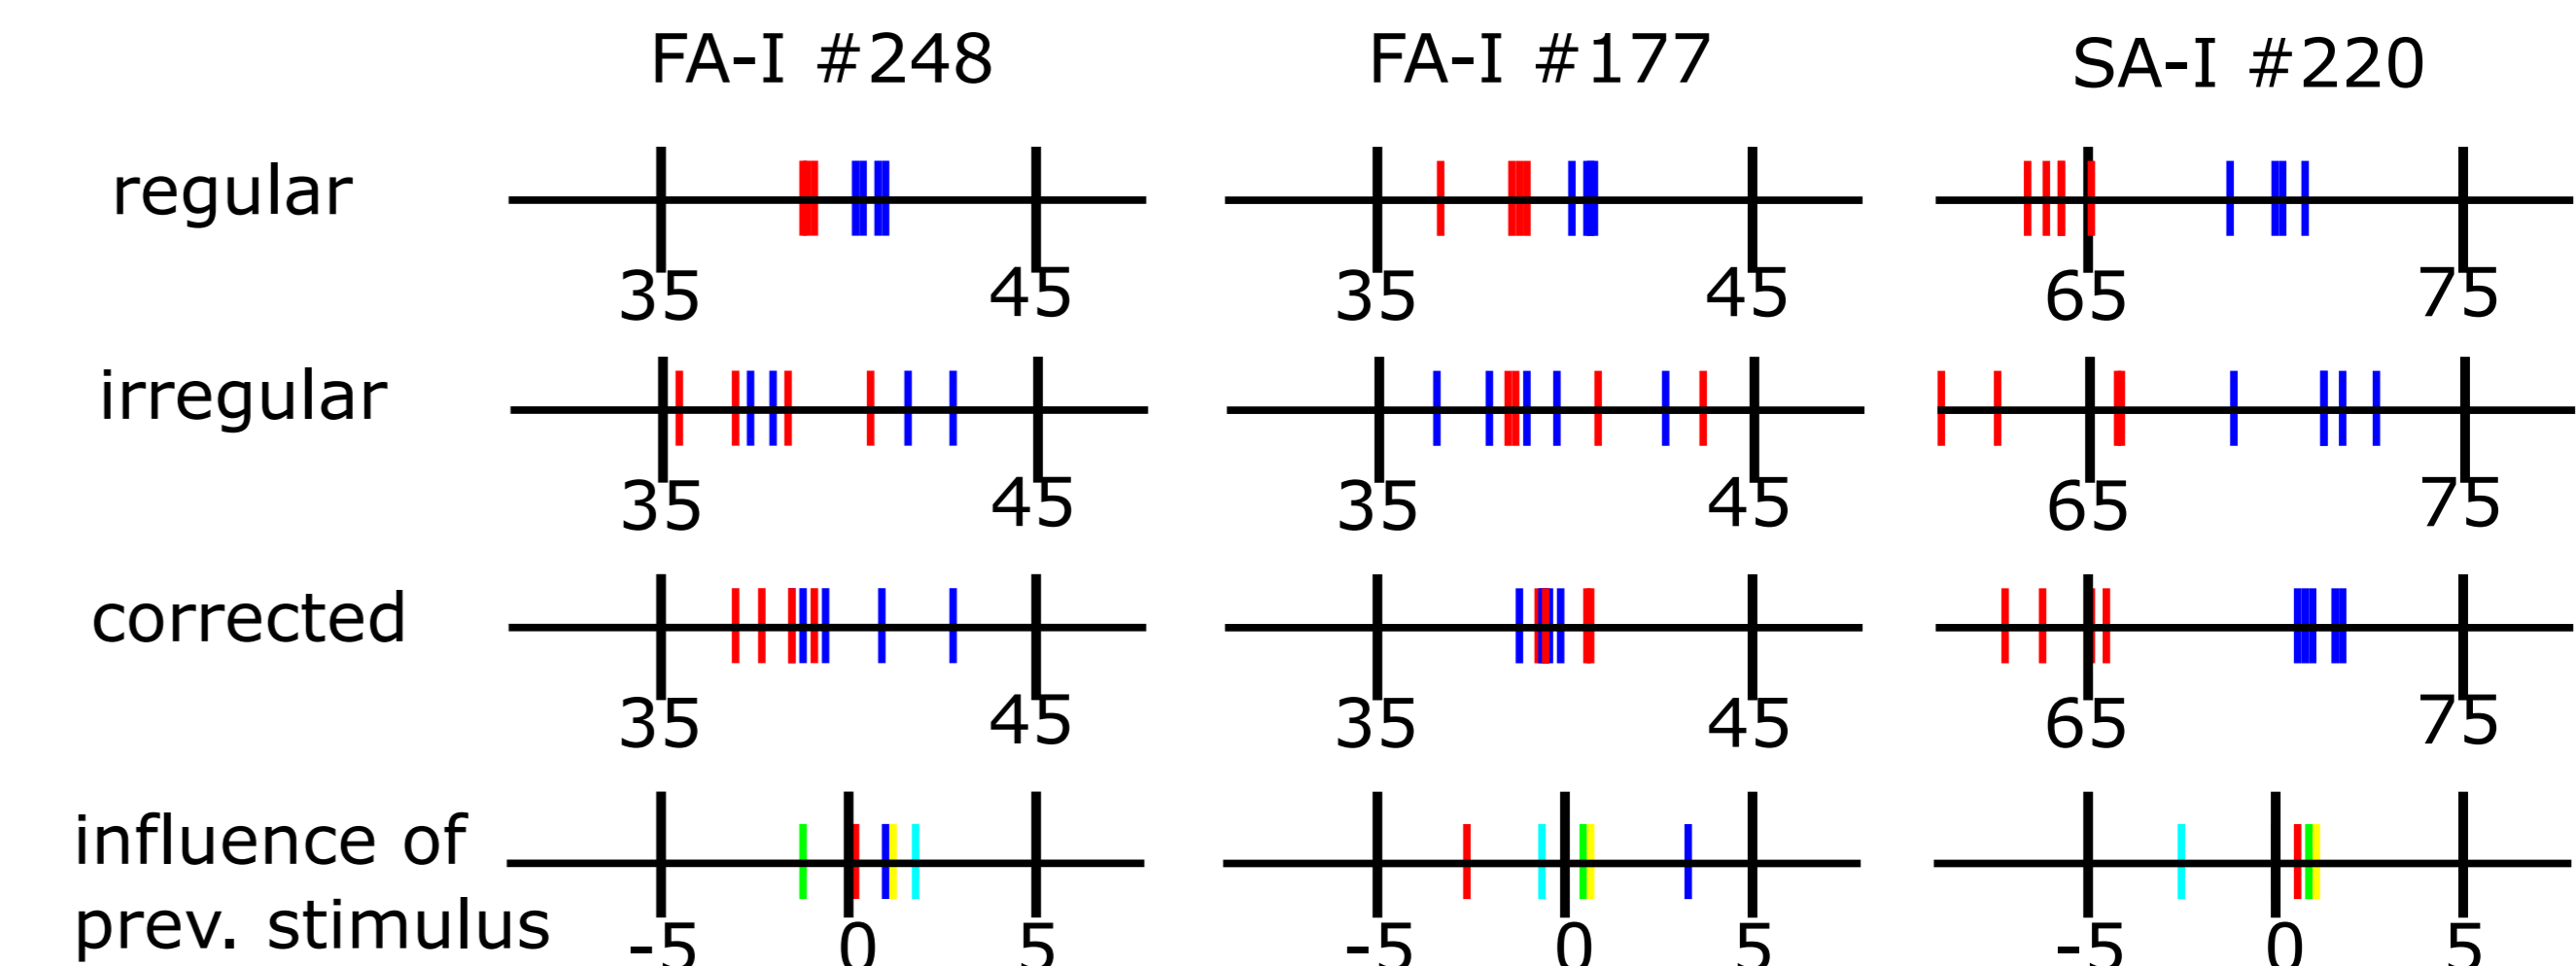 FA-I #248 FA-I #177 SA-I #220
regular
35 45 35 45 65 75
irregular
35 45 35 45 65 75
corrected
35 45 35 45 65 75
influence of
prev. stimulus
-5 0 5 -5 0 5 -5 0 5